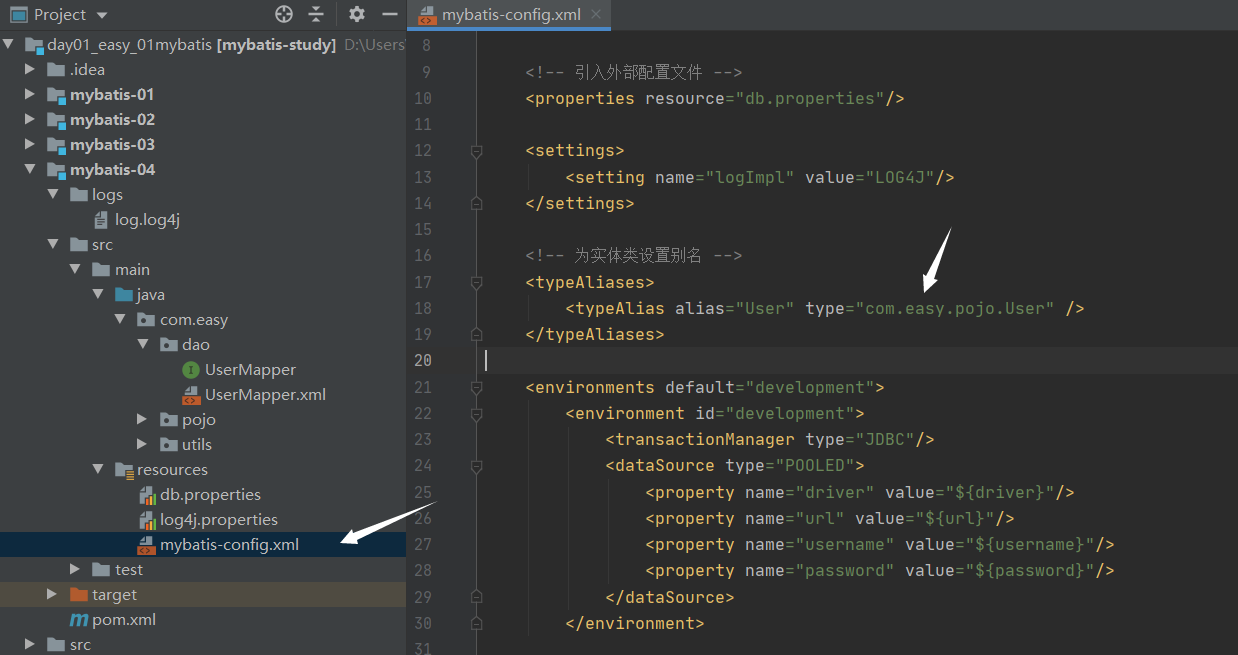 Project
day01_easy_01mybatis [mybatis-study] D:\Users
.idea
mybatis-01
mybatis-02
mybatis-03
mybatis-04
logs
log.log4j
src
main
java
com.easy
dao
UserMapper
UserMapper.xml
pojo
utils
resources
db.properties
log4j.properties
mybatis-config.xml
test
target
pom.xml
src
mybatis-config.xml
8
9 <!-- 引入外部配置文件 -->
10 <properties resource="db.properties"/>
11
12 <settings>
13 <setting name="logImpl" value="LOG4J"/>
14 </settings>
15
16 <!-- 为实体类设置别名 -->
17 <typeAliases>
18 <typeAlias alias="User" type="com.easy.pojo.User" />
19 </typeAliases>
20
21 <environments default="development">
22 <environment id="development">
23 <transactionManager type="JDBC"/>
24 <dataSource type="POOLED">
25 <property name="driver" value="${driver}"/>
26 <property name="url" value="${url}"/>
27 <property name="username" value="${username}"/>
28 <property name="password" value="${password}"/>
29 </dataSource>
30 </environment>
31